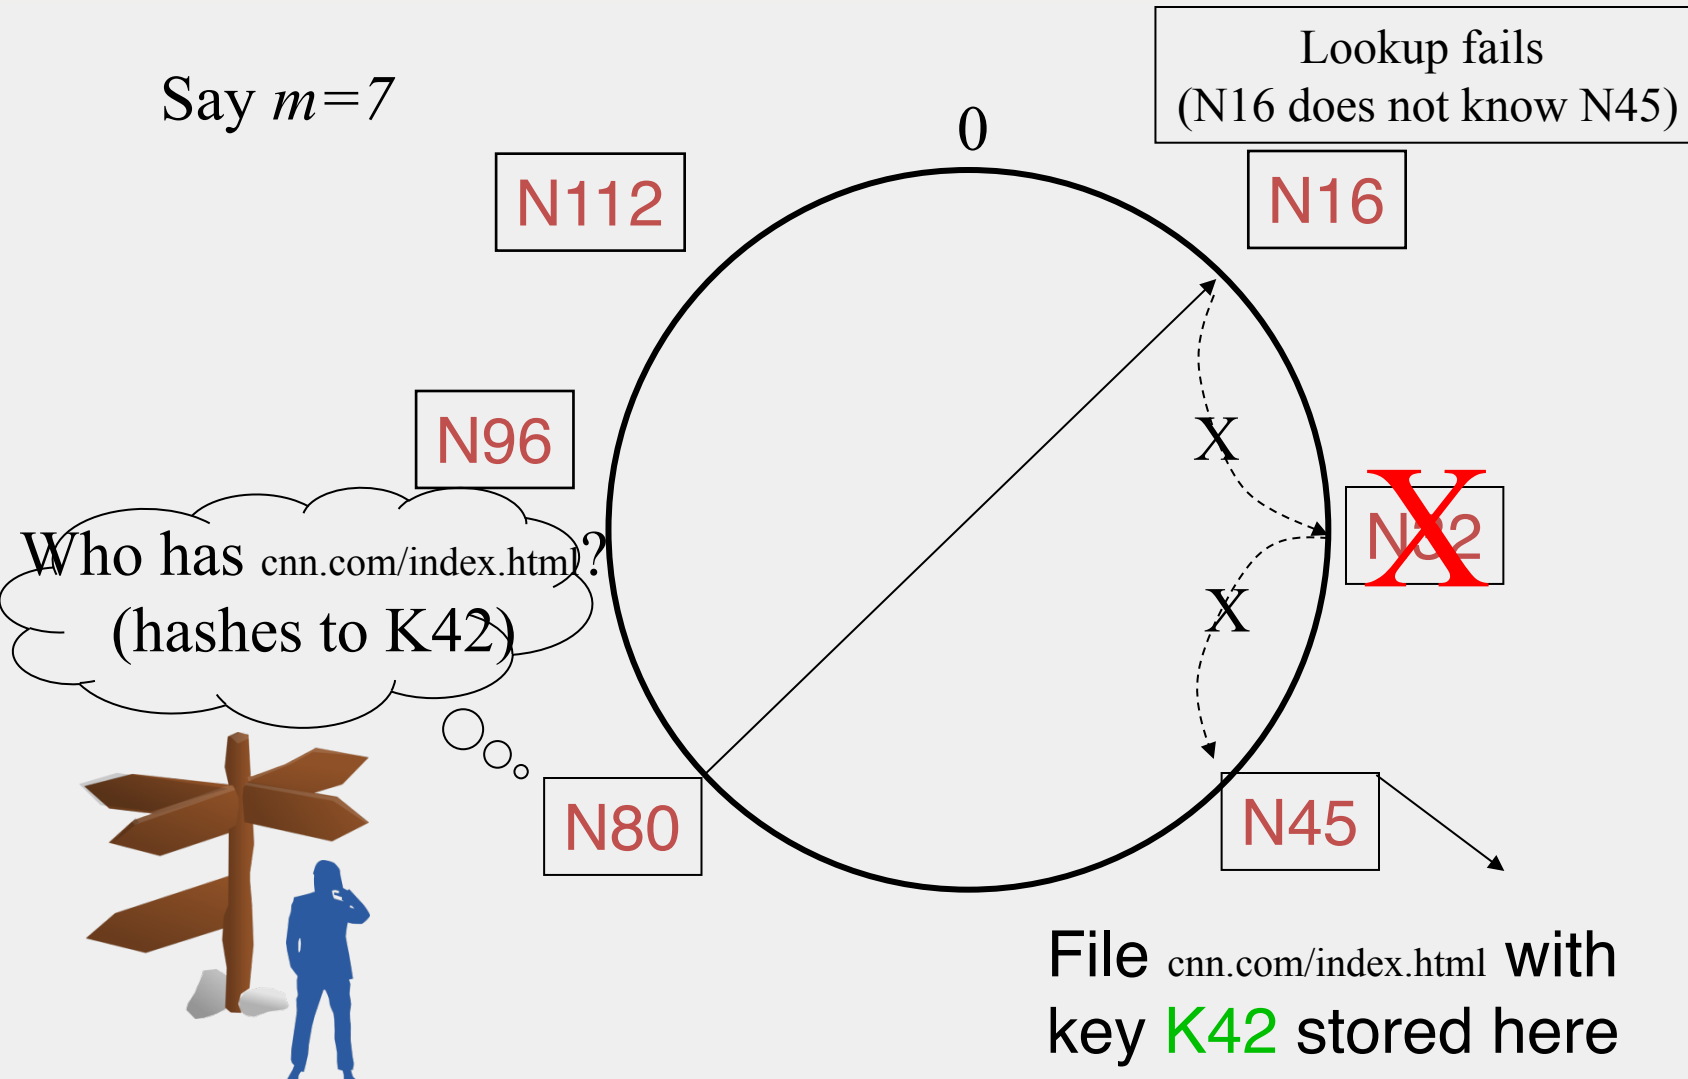 Say m=7
Lookup fails
(N16 does not know N45)
0
N112
N16
N96
X
N32
X
Who has cnn.com/index.html?
(hashes to K42)
X
N80
N45
File cnn.com/index.html with
key K42 stored here